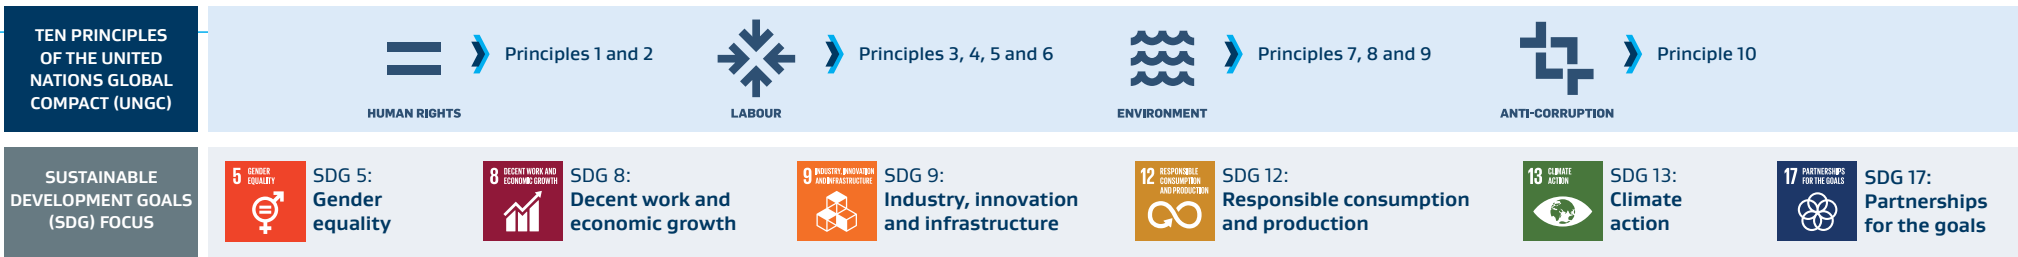 TEN PRINCIPLES
OF THE UNITED
NATIONS GLOBAL
COMPACT (UNGC)
HUMAN RIGHTS
Principles 1 and 2
LABOUR
Principles 3, 4, 5 and 6
ENVIRONMENT
Principles 7, 8 and 9
ANTI-CORRUPTION
Principle 10
SUSTAINABLE
DEVELOPMENT GOALS
(SDG) FOCUS
5 GENDER
EQUALITY
SDG 5:
Gender
equality
8 DECENT WORK AND
ECONOMIC GROWTH
SDG 8:
Decent work and
economic growth
9 INDUSTRY, INNOVATION
AND INFRASTRUCTURE
SDG 9:
Industry, innovation
and infrastructure
12 RESPONSIBLE
CONSUMPTION
AND PRODUCTION
SDG 12:
Responsible consumption
and production
13 CLIMATE
ACTION
SDG 13:
Climate
action
17 PARTNERSHIPS
FOR THE GOALS
SDG 17:
Partnerships
for the goals